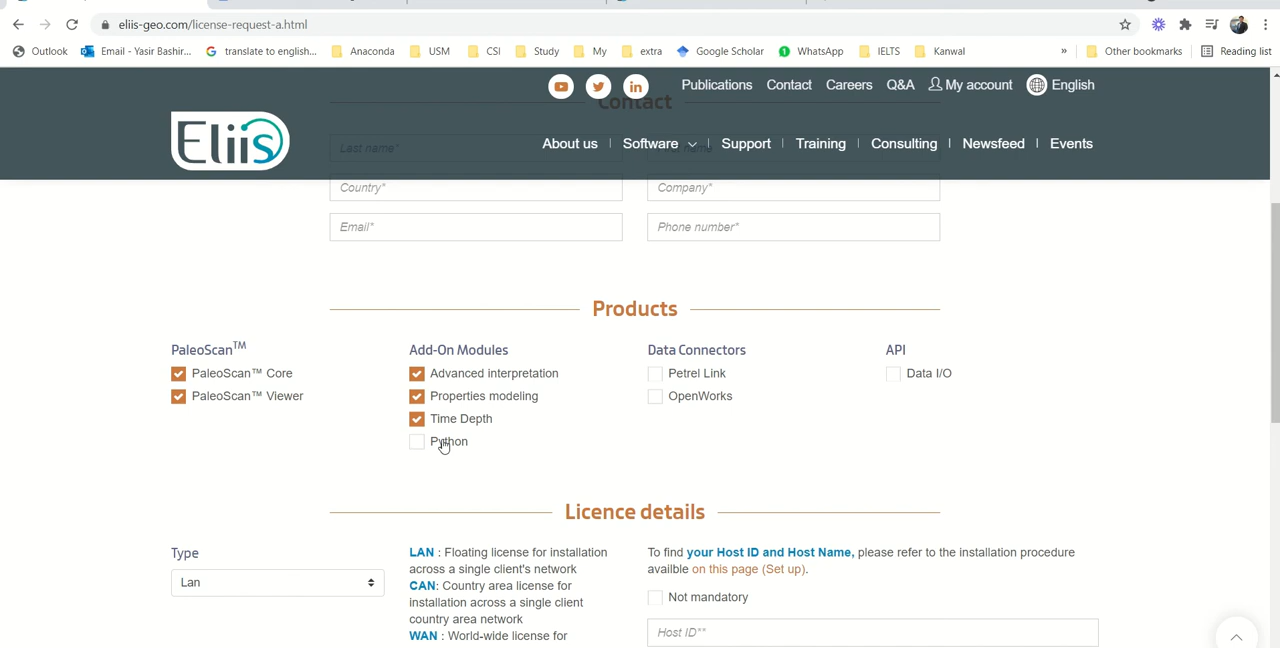 eliis-geo.com/license-request-a.html
Outlook Email - Yasir Bashir... translate to english... Anaconda USM CSI Study My extra Google Scholar WhatsApp IELTS Kanwal » Other bookmarks Reading list
Publications Contact Careers Q&A My account English
Contact
Eliis
About us Software Support Training Consulting Newsfeed Events
Last name*
Country* Company*
Email* Phone number*
Products
PaleoScan™ Add-On Modules Data Connectors API
PaleoScan™ Core Advanced interpretation Petrel Link Data I/O
PaleoScan™ Viewer Properties modeling OpenWorks
Time Depth
Python
Licence details
Type
Lan
LAN : Floating license for installation
across a single client's network
CAN: Country area license for
installation across a single client
country area network
WAN : World-wide license for
To find your Host ID and Host Name, please refer to the installation procedure
availble on this page (Set up).
Not mandatory
Host ID**